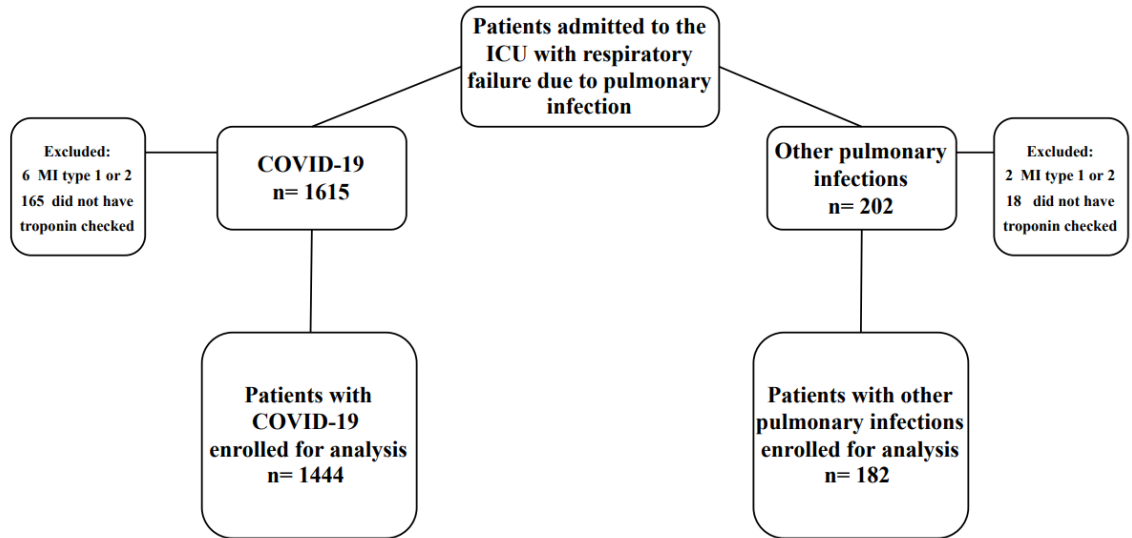 Patients admitted to the
ICU with respiratory
failure due to pulmonary
infection
Excluded:
6 MI type 1 or 2
165 did not have
troponin checked
COVID-19
n= 1615
Other pulmonary
infections
n= 202
Excluded:
2 MI type 1 or 2
18 did not have
troponin checked
Patients with
COVID-19
enrolled for analysis
n= 1444
Patients with other
pulmonary infections
enrolled for analysis
n= 182